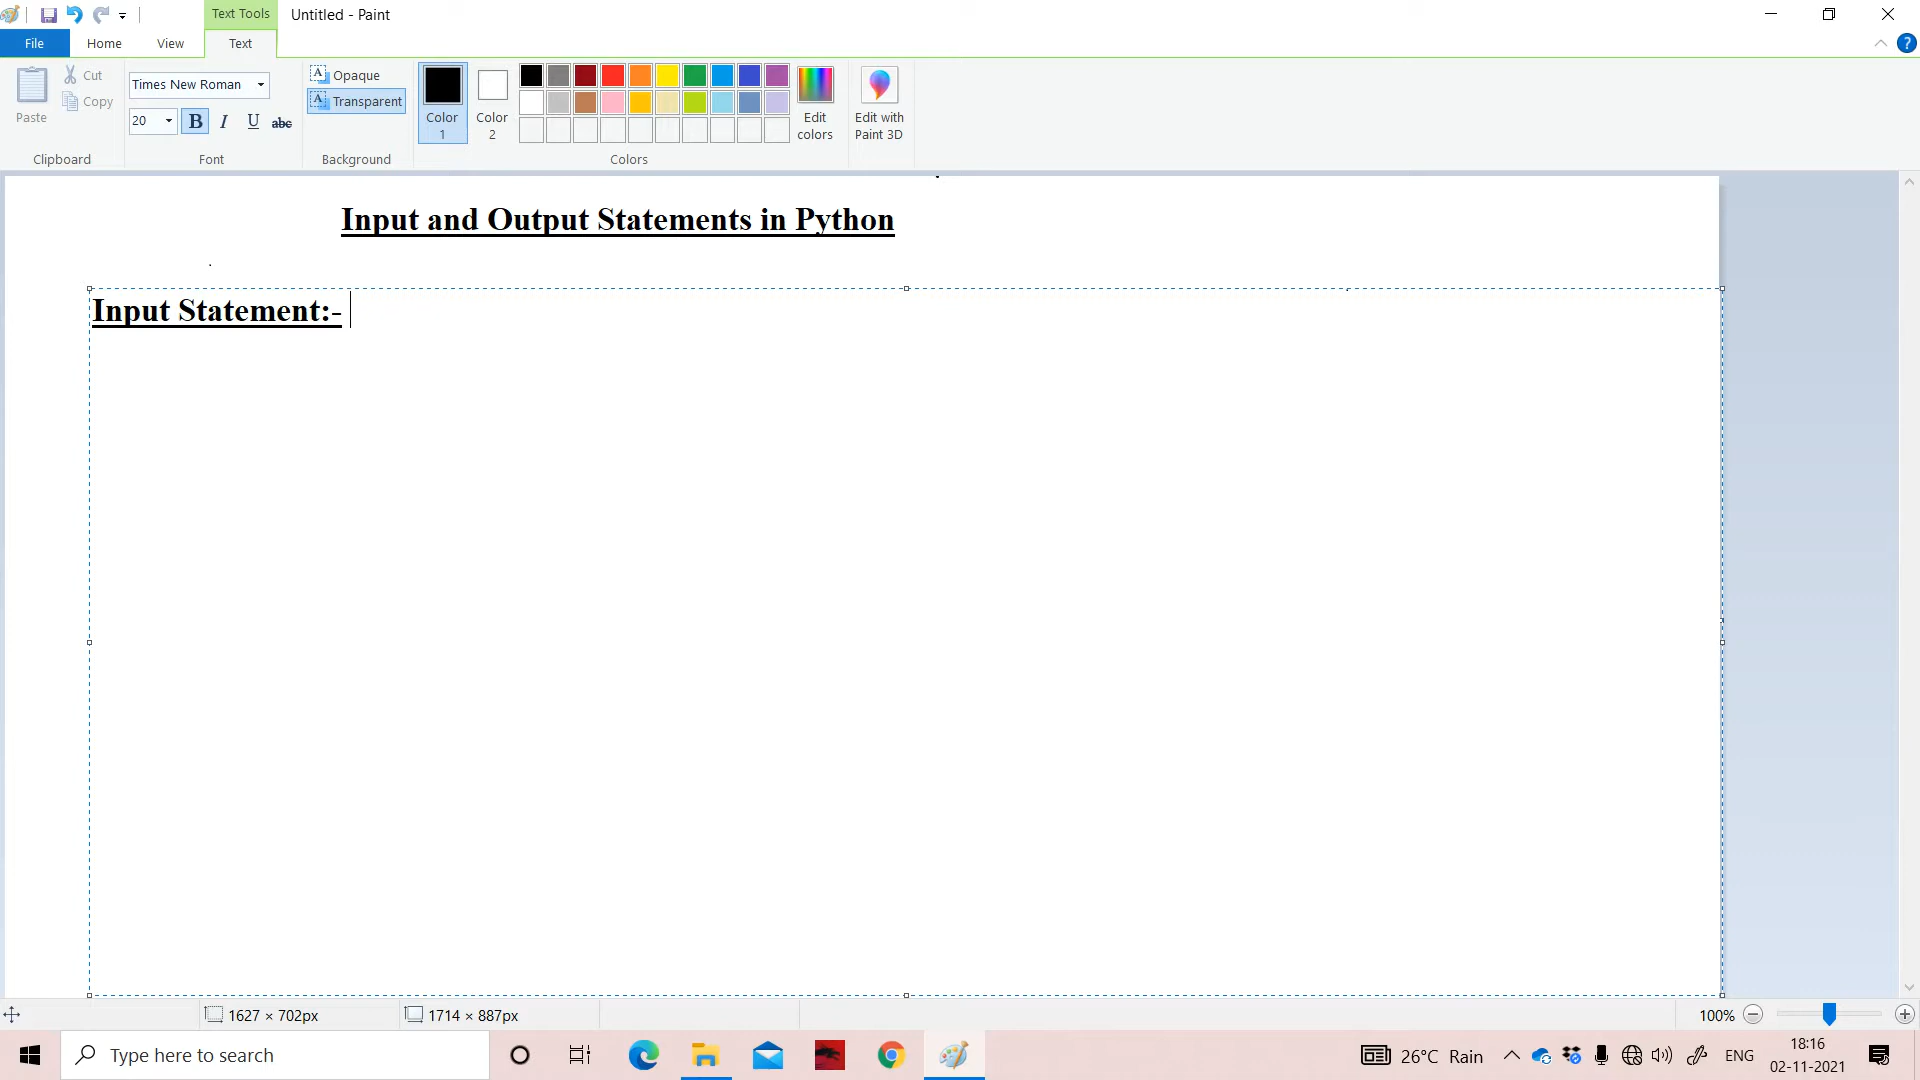 Text Tools
Untitled - Paint
File
Home
View
Text
Paste
Cut
Copy
Clipboard
Times New Roman
20
B I U abc
Font
Opaque
Transparent
Background
Color 1
Color 2
Colors
Edit colors
Edit with Paint 3D
Input and Output Statements in Python
Input Statement:-
1627 × 702px
1714 × 887px
100%
Type here to search
26°C Rain
ENG
18:16
02-11-2021